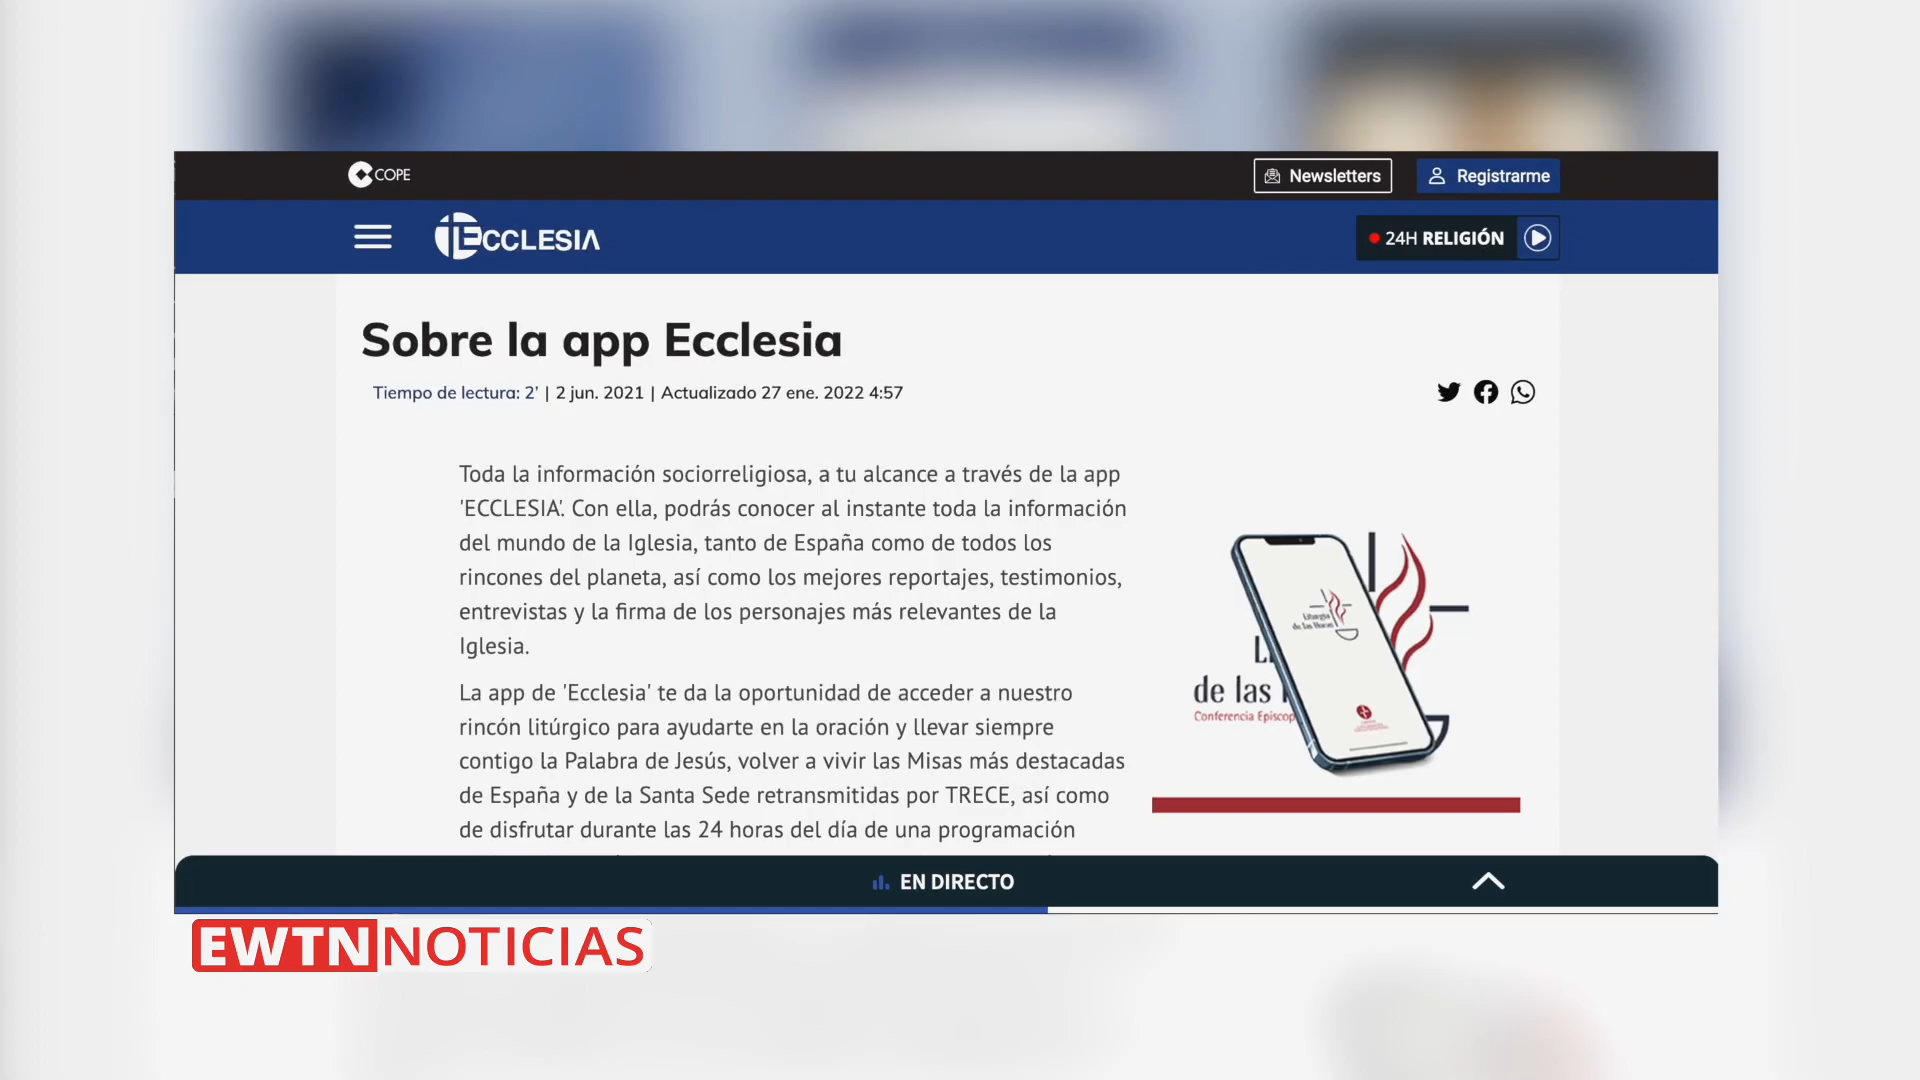 COPE
Newsletters
Registrarme
ECCLESIA
24H RELIGIÓN
Sobre la app Ecclesia
Tiempo de lectura: 2' | 2 jun. 2021 | Actualizado 27 ene. 2022 4:57
Toda la información sociorreligiosa, a tu alcance a través de la app
'ECCLESIA'. Con ella, podrás conocer al instante toda la información
del mundo de la Iglesia, tanto de España como de todos los
rincones del planeta, así como los mejores reportajes, testimonios,
entrevistas y la firma de los personajes más relevantes de la
Iglesia.
La app de 'Ecclesia' te da la oportunidad de acceder a nuestro
rincón litúrgico para ayudarte en la oración y llevar siempre
contigo la Palabra de Jesús, volver a vivir las Misas más destacadas
de España y de la Santa Sede retransmitidas por TRECE, así como
de disfrutar durante las 24 horas del día de una programación
Liturgia
de las Horas
de las
Conferencia Episcop
EN DIRECTO
EWTN NOTICIAS